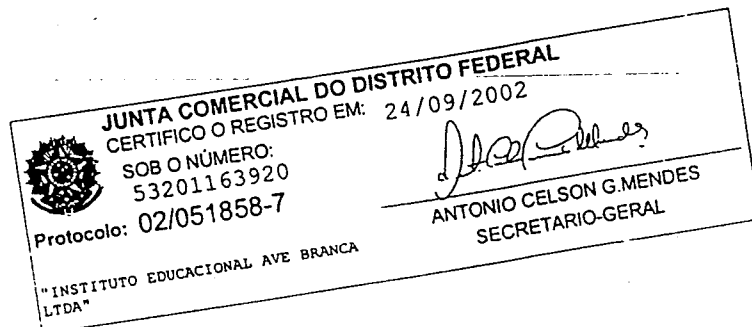 JUNTA COMERCIAL DO DISTRITO FEDERAL
CERTIFICO O REGISTRO EM: 24/09/2002
SOB O NÚMERO:
53201163920
Protocolo: 02/051858-7
ANTONIO CELSON G.MENDES
SECRETARIO-GERAL
"INSTITUTO EDUCACIONAL AVE BRANCA
LTDA"